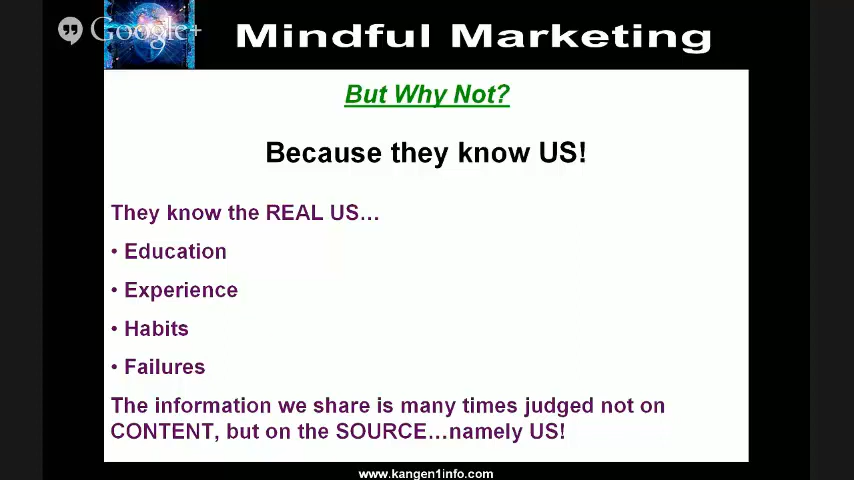 Google+
Mindful Marketing
But Why Not?
Because they know US!
They know the REAL US…
• Education
• Experience
• Habits
• Failures
The information we share is many times judged not on
CONTENT, but on the SOURCE…namely US!
www.kangen1info.com